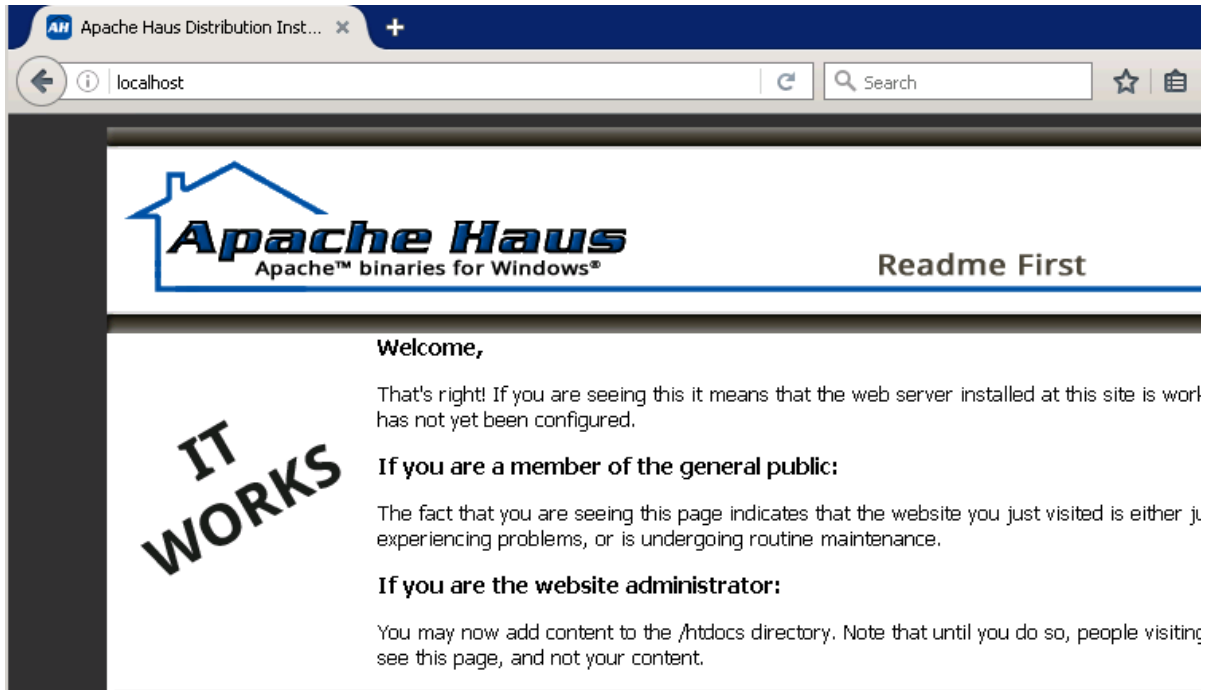 AH Apache Haus Distribution Inst...
localhost
Search
Apache Haus
Apache™ binaries for Windows®
Readme First
IT
WORKS
Welcome,
That's right! If you are seeing this it means that the web server installed at this site is
has not yet been configured.
If you are a member of the general public:
The fact that you are seeing this page indicates that the website you just visited is either
experiencing problems, or is undergoing routine maintenance.
If you are the website administrator:
You may now add content to the /htdocs directory. Note that until you do so, people visiting
see this page, and not your content.